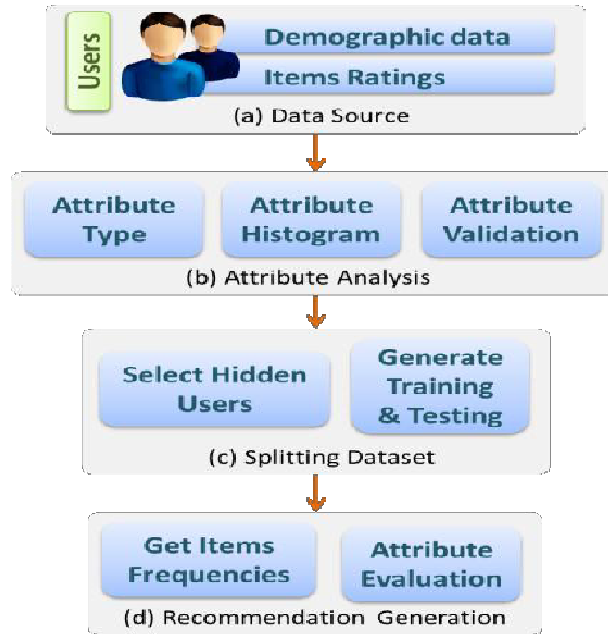 Users
Demographic data
Items Ratings
(a) Data Source
Attribute
Type
Attribute
Histogram
Attribute
Validation
(b) Attribute Analysis
Select Hidden
Users
Generate
Training
& Testing
(c) Splitting Dataset
Get Items
Frequencies
Attribute
Evaluation
(d) Recommendation Generation